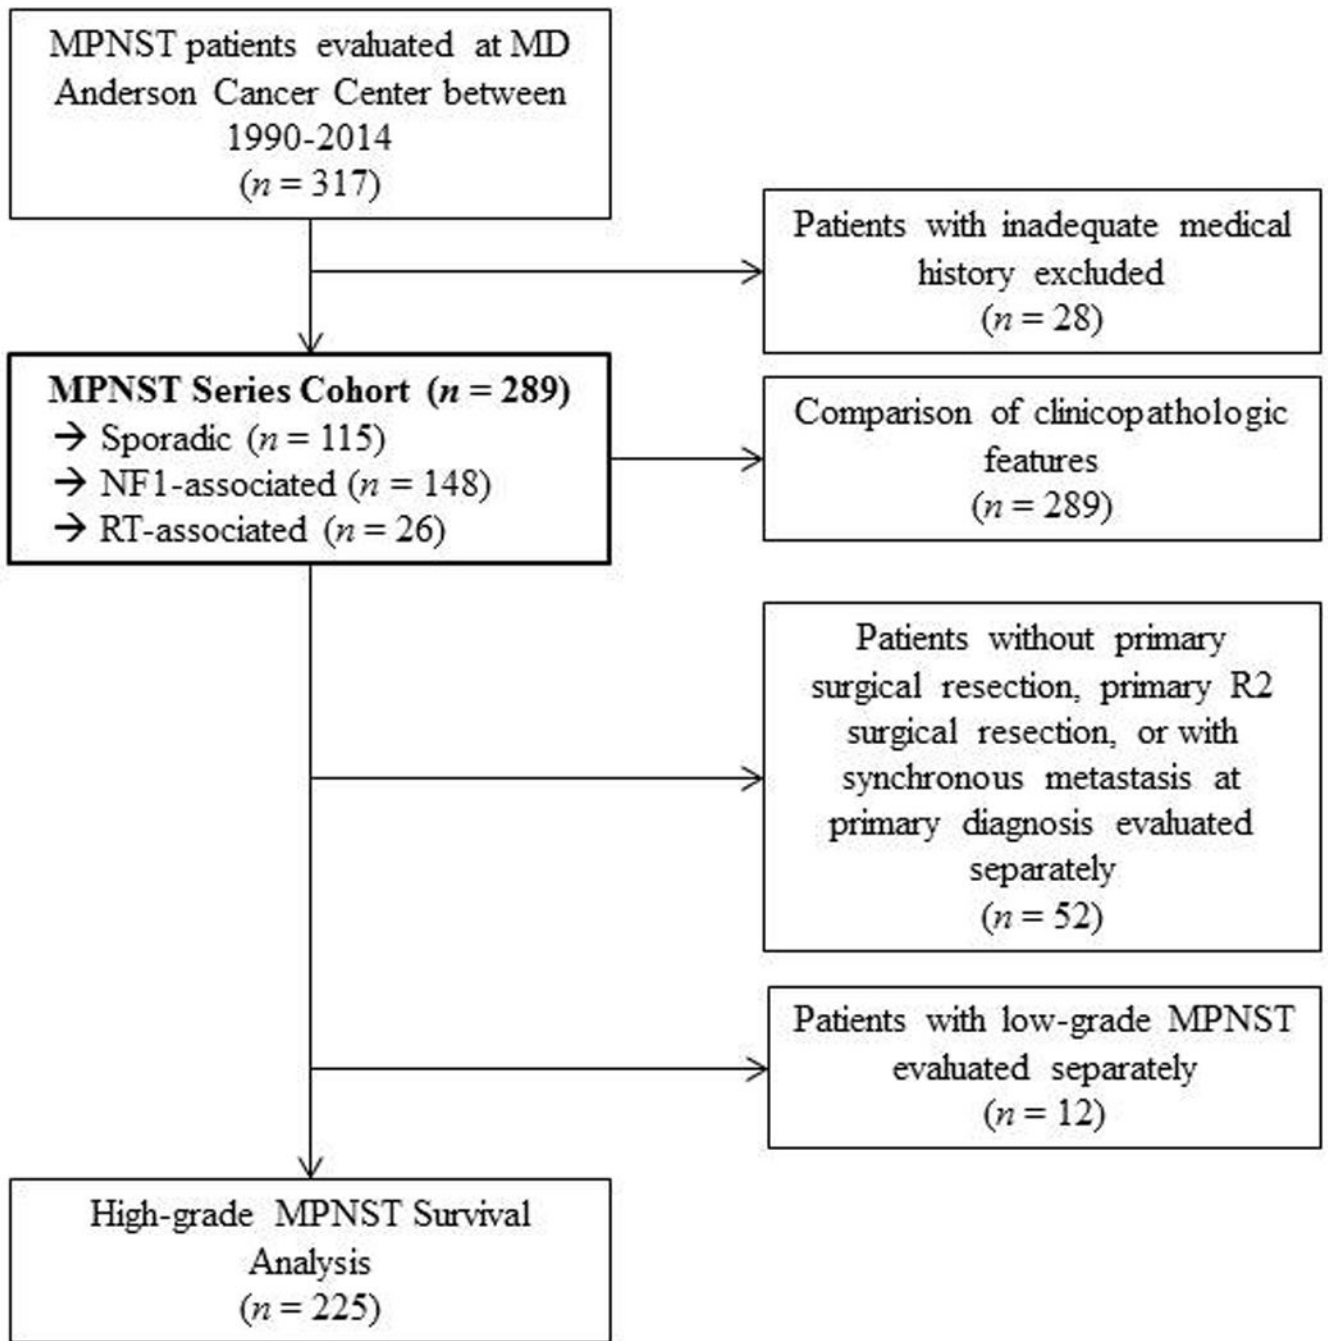 MPNST patients evaluated at MD
Anderson Cancer Center between
1990-2014
(n = 317)
Patients with inadequate medical
history excluded
(n = 28)
MPNST Series Cohort (n = 289)
→ Sporadic (n = 115)
→ NF1-associated (n = 148)
→ RT-associated (n = 26)
Comparison of clinicopathologic
features
(n = 289)
Patients without primary
surgical resection, primary R2
surgical resection, or with
synchronous metastasis at
primary diagnosis evaluated
separately
(n = 52)
Patients with low-grade MPNST
evaluated separately
(n = 12)
High-grade MPNST Survival
Analysis
(n = 225)